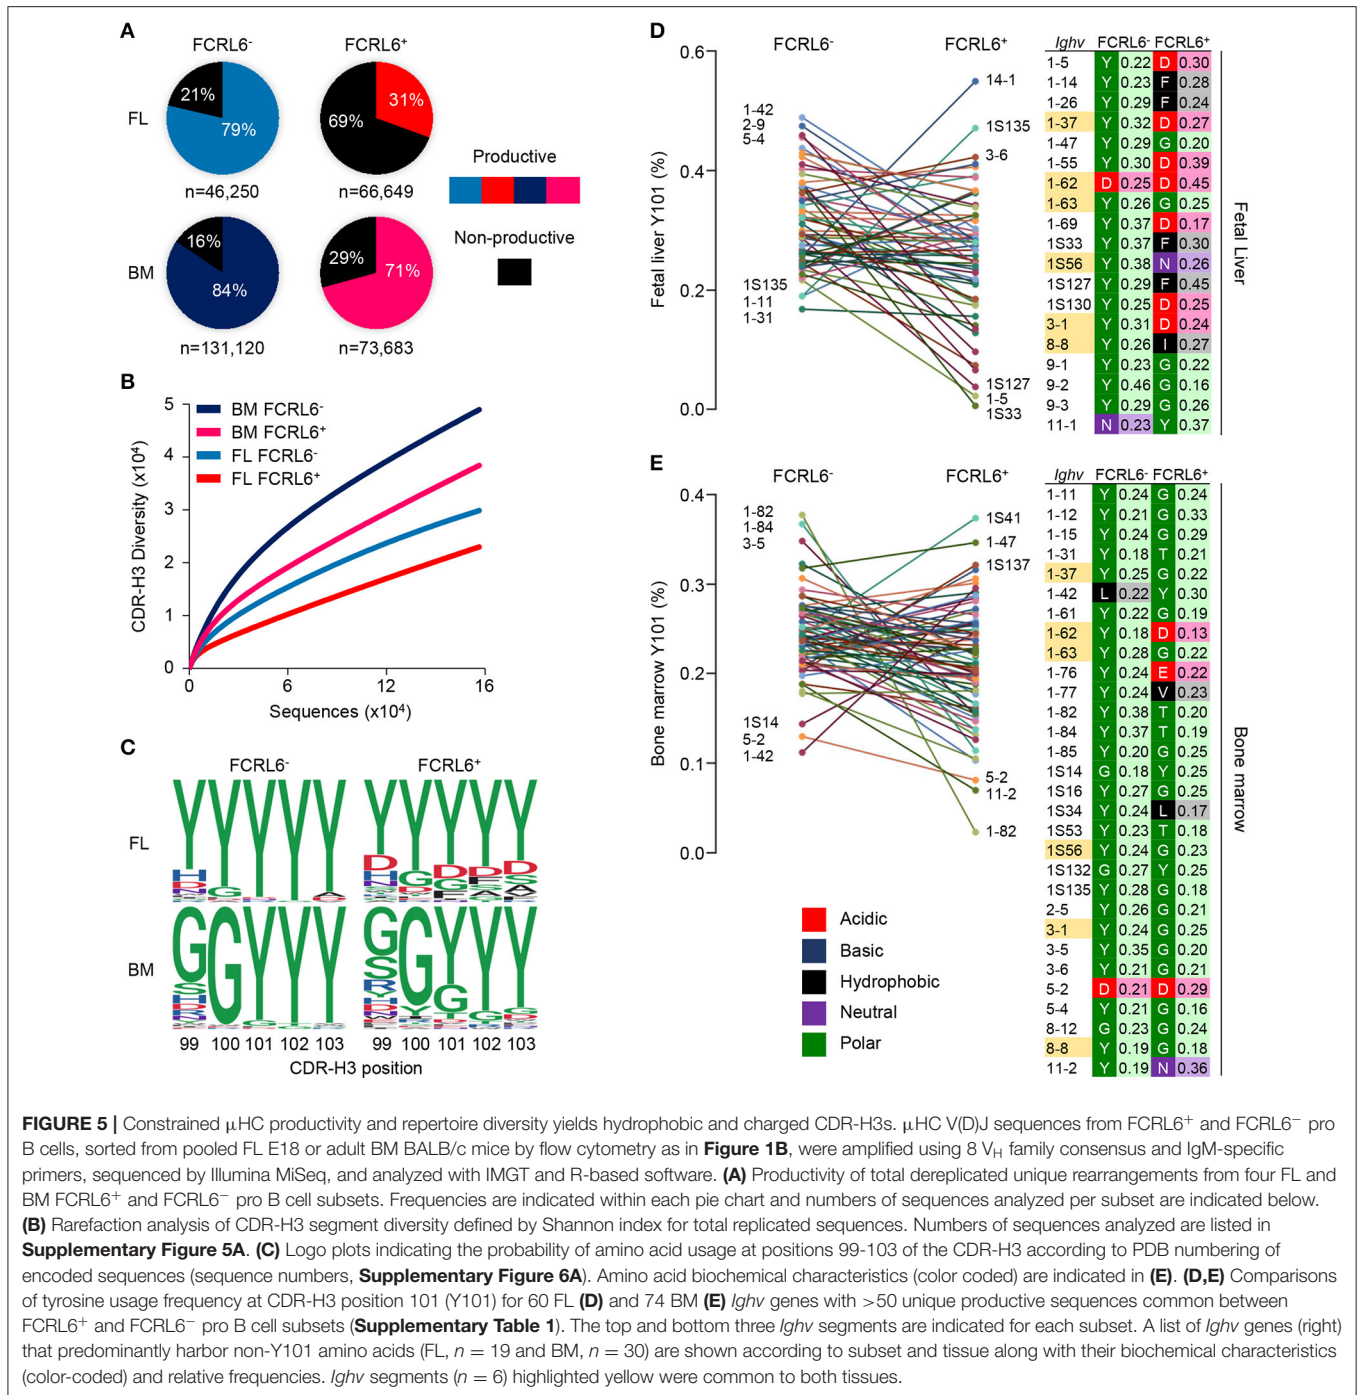 A
FCRL6-
FCRL6+
FL
21%
79%
69%
31%
n=46,250
n=66,649
Productive
Non-productive
BM
16%
84%
29%
71%
n=131,120
n=73,683
B
CDR-H3 Diversity (x10⁴)
5
4
3
2
1
0
BM FCRL6-
BM FCRL6+
FL FCRL6-
FL FCRL6+
0 6 12 16
Sequences (x10⁴)
C
FCRL6- FCRL6+
FL
BM
99 100 101 102 103 99 100 101 102 103
CDR-H3 position
D
FCRL6- FCRL6+
Fetal liver Y101 (%)
0.6
0.4
0.2
0.0
1-42
2-9
5-4
1S135
1-11
1-31
14-1
1S135
3-6
1S127
1-5
1S33
Ighv FCRL6- FCRL6+
1-5 Y 0.22 D 0.30
1-14 Y 0.23 F 0.28
1-26 Y 0.29 F 0.24
1-37 Y 0.32 D 0.27
1-47 Y 0.29 G 0.20
1-55 Y 0.30 D 0.39
1-62 D 0.25 D 0.45
1-63 Y 0.26 G 0.25
1-69 Y 0.37 D 0.17
1S33 Y 0.37 F 0.30
1S56 Y 0.38 N 0.26
1S127 Y 0.29 F 0.45
1S130 Y 0.25 D 0.25
3-1 Y 0.31 D 0.24
8-8 Y 0.26 I 0.27
9-1 Y 0.23 G 0.22
9-2 Y 0.46 G 0.16
9-3 Y 0.29 G 0.26
11-1 N 0.23 Y 0.37
Fetal Liver
E
FCRL6- FCRL6+
Bone marrow Y101 (%)
0.4
0.3
0.2
0.1
0.0
1-82
1-84
3-5
1S14
5-2
1-42
1S41
1-47
1S137
5-2
11-2
1-82
Acidic
Basic
Hydrophobic
Neutral
Polar
Ighv FCRL6- FCRL6+
1-11 Y 0.24 G 0.24
1-12 Y 0.21 G 0.33
1-15 Y 0.24 G 0.29
1-31 Y 0.18 T 0.21
1-37 Y 0.25 G 0.22
1-42 L 0.22 Y 0.30
1-61 Y 0.22 G 0.19
1-62 Y 0.18 D 0.13
1-63 Y 0.28 G 0.22
1-76 Y 0.24 E 0.22
1-77 Y 0.24 V 0.23
1-82 Y 0.38 T 0.20
1-84 Y 0.37 T 0.19
1-85 Y 0.20 G 0.25
1S14 G 0.18 Y 0.25
1S16 Y 0.27 G 0.25
1S34 Y 0.24 L 0.17
1S53 Y 0.23 T 0.18
1S56 Y 0.24 G 0.23
1S132 G 0.27 Y 0.25
1S135 Y 0.28 G 0.18
2-5 Y 0.26 G 0.21
3-1 Y 0.24 G 0.25
3-5 Y 0.35 G 0.20
3-6 Y 0.21 G 0.21
5-2 D 0.21 D 0.29
5-4 Y 0.21 G 0.16
8-12 G 0.23 G 0.24
8-8 Y 0.19 G 0.18
11-2 Y 0.19 N 0.36
Bone marrow
FIGURE 5 | Constrained μHC productivity and repertoire diversity yields hydrophobic and charged CDR-H3s. μHC V(D)J sequences from FCRL6+ and FCRL6− pro
B cells, sorted from pooled FL E18 or adult BM BALB/c mice by flow cytometry as in Figure 1B, were amplified using 8 VH family consensus and IgM-specific
primers, sequenced by Illumina MiSeq, and analyzed with IMGT and R-based software. (A) Productivity of total dereplicated unique rearrangements from four FL and
BM FCRL6+ and FCRL6− pro B cell subsets. Frequencies are indicated within each pie chart and numbers of sequences analyzed per subset are indicated below.
(B) Rarefaction analysis of CDR-H3 segment diversity defined by Shannon index for total replicated sequences. Numbers of sequences analyzed are listed in
Supplementary Figure 5A. (C) Logo plots indicating the probability of amino acid usage at positions 99-103 of the CDR-H3 according to PDB numbering of
encoded sequences (sequence numbers, Supplementary Figure 6A). Amino acid biochemical characteristics (color coded) are indicated in (E). (D,E) Comparisons
of tyrosine usage frequency at CDR-H3 position 101 (Y101) for 60 FL (D) and 74 BM (E) Ighv genes with >50 unique productive sequences common between
FCRL6+ and FCRL6− pro B cell subsets (Supplementary Table 1). The top and bottom three Ighv segments are indicated for each subset. A list of Ighv genes (right)
that predominantly harbor non-Y101 amino acids (FL, n = 19 and BM, n = 30) are shown according to subset and tissue along with their biochemical characteristics
(color-coded) and relative frequencies. Ighv segments (n = 6) highlighted yellow were common to both tissues.